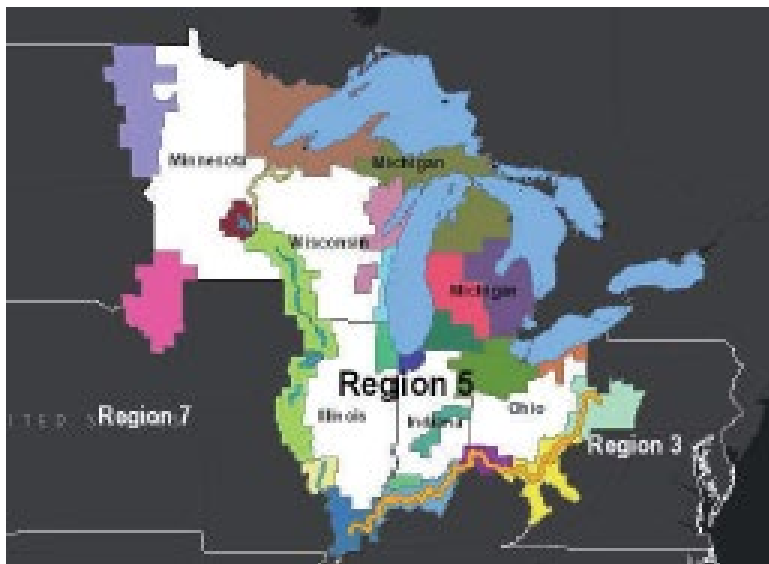 Minnesota
Michigan
Wisconsin
Michigan
Region 5
Illinois
Indiana
Ohio
Region 7
Region 3